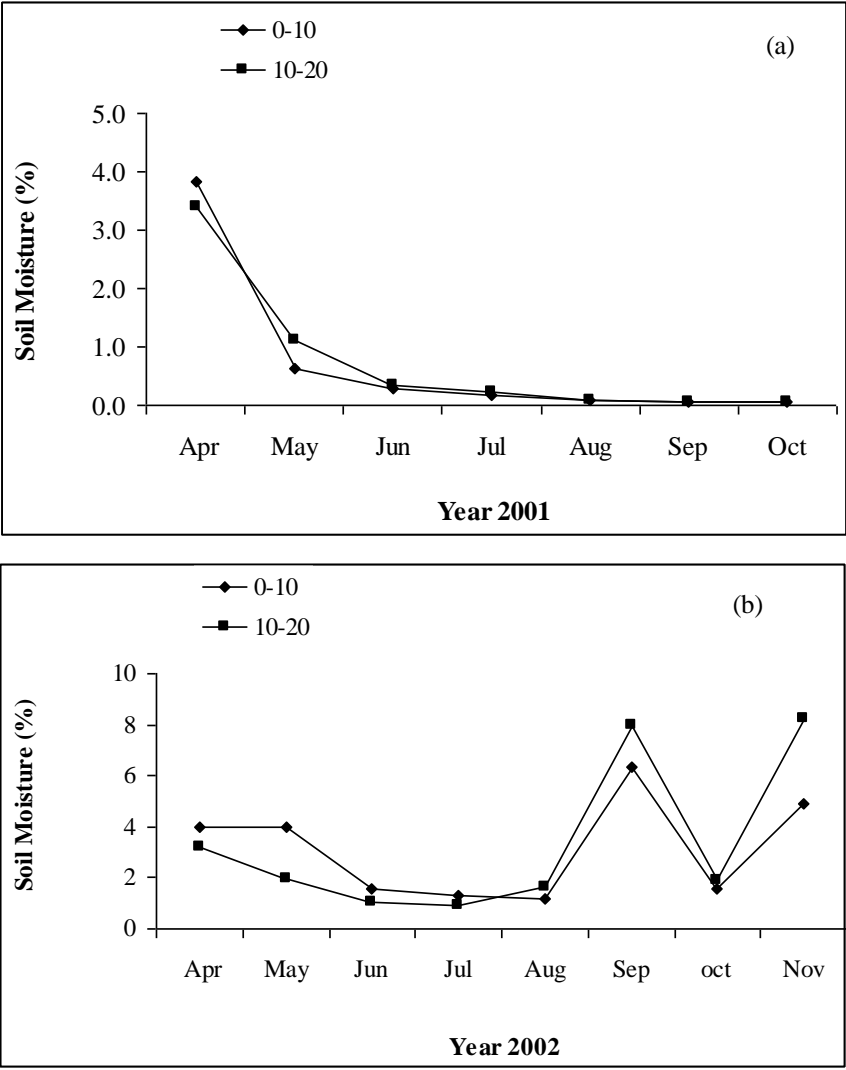 0-10
10-20
(a)
Soil Moisture (%)
5.0
4.0
3.0
2.0
1.0
0.0
Apr May Jun Jul Aug Sep Oct
Year 2001
0-10
10-20
(b)
Soil Moisture (%)
10
8
6
4
2
0
Apr May Jun Jul Aug Sep oct Nov
Year 2002